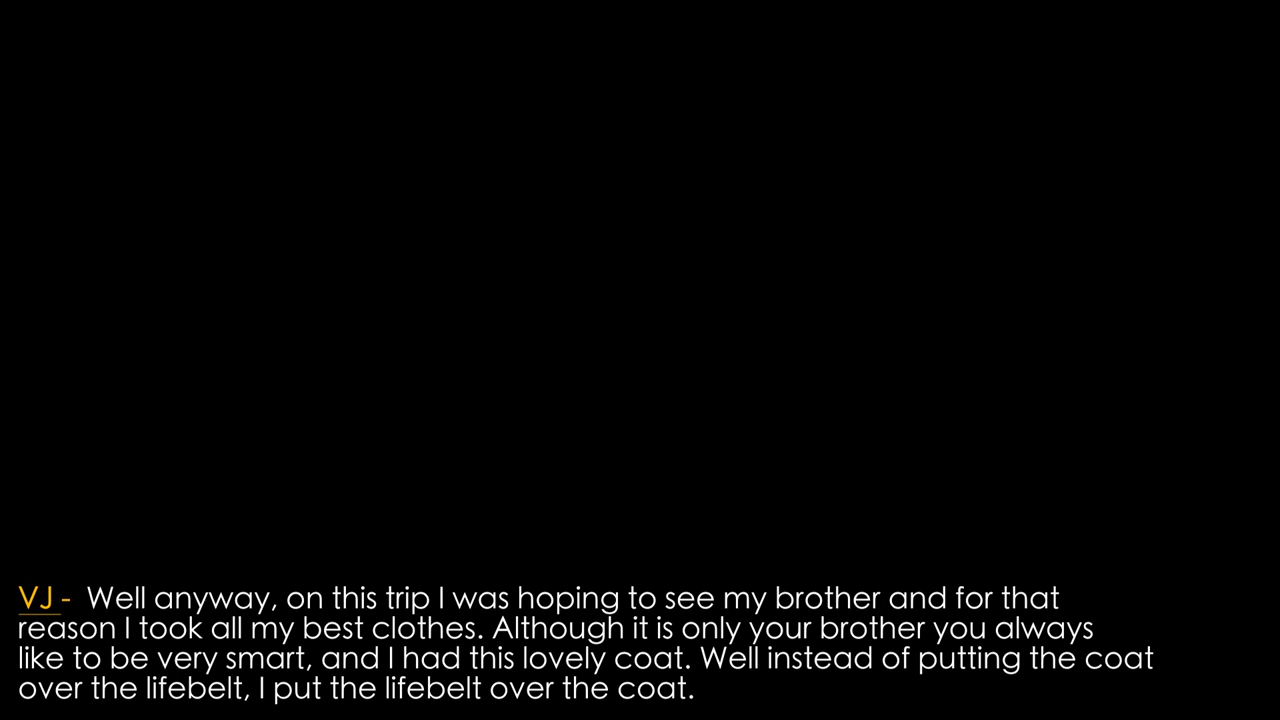 VJ - Well anyway, on this trip I was hoping to see my brother and for that
reason I took all my best clothes. Although it is only your brother you always
like to be very smart, and I had this lovely coat. Well instead of putting the coat
over the lifebelt, I put the lifebelt over the coat.